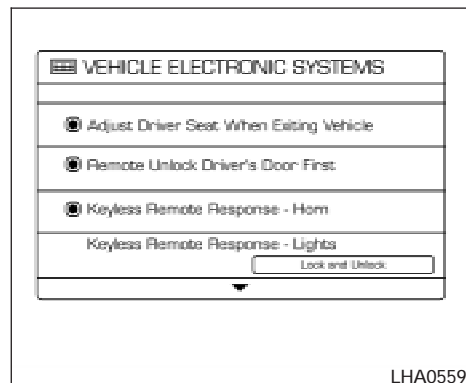 VEHICLE ELECTRONIC SYSTEMS
Adjust Driver Seat When Exiting Vehicle
Remote Unlock Driver's Door First
Keyless Remote Response - Horn
Keyless Remote Response - Lights
Lock and Unlock
LHA0559